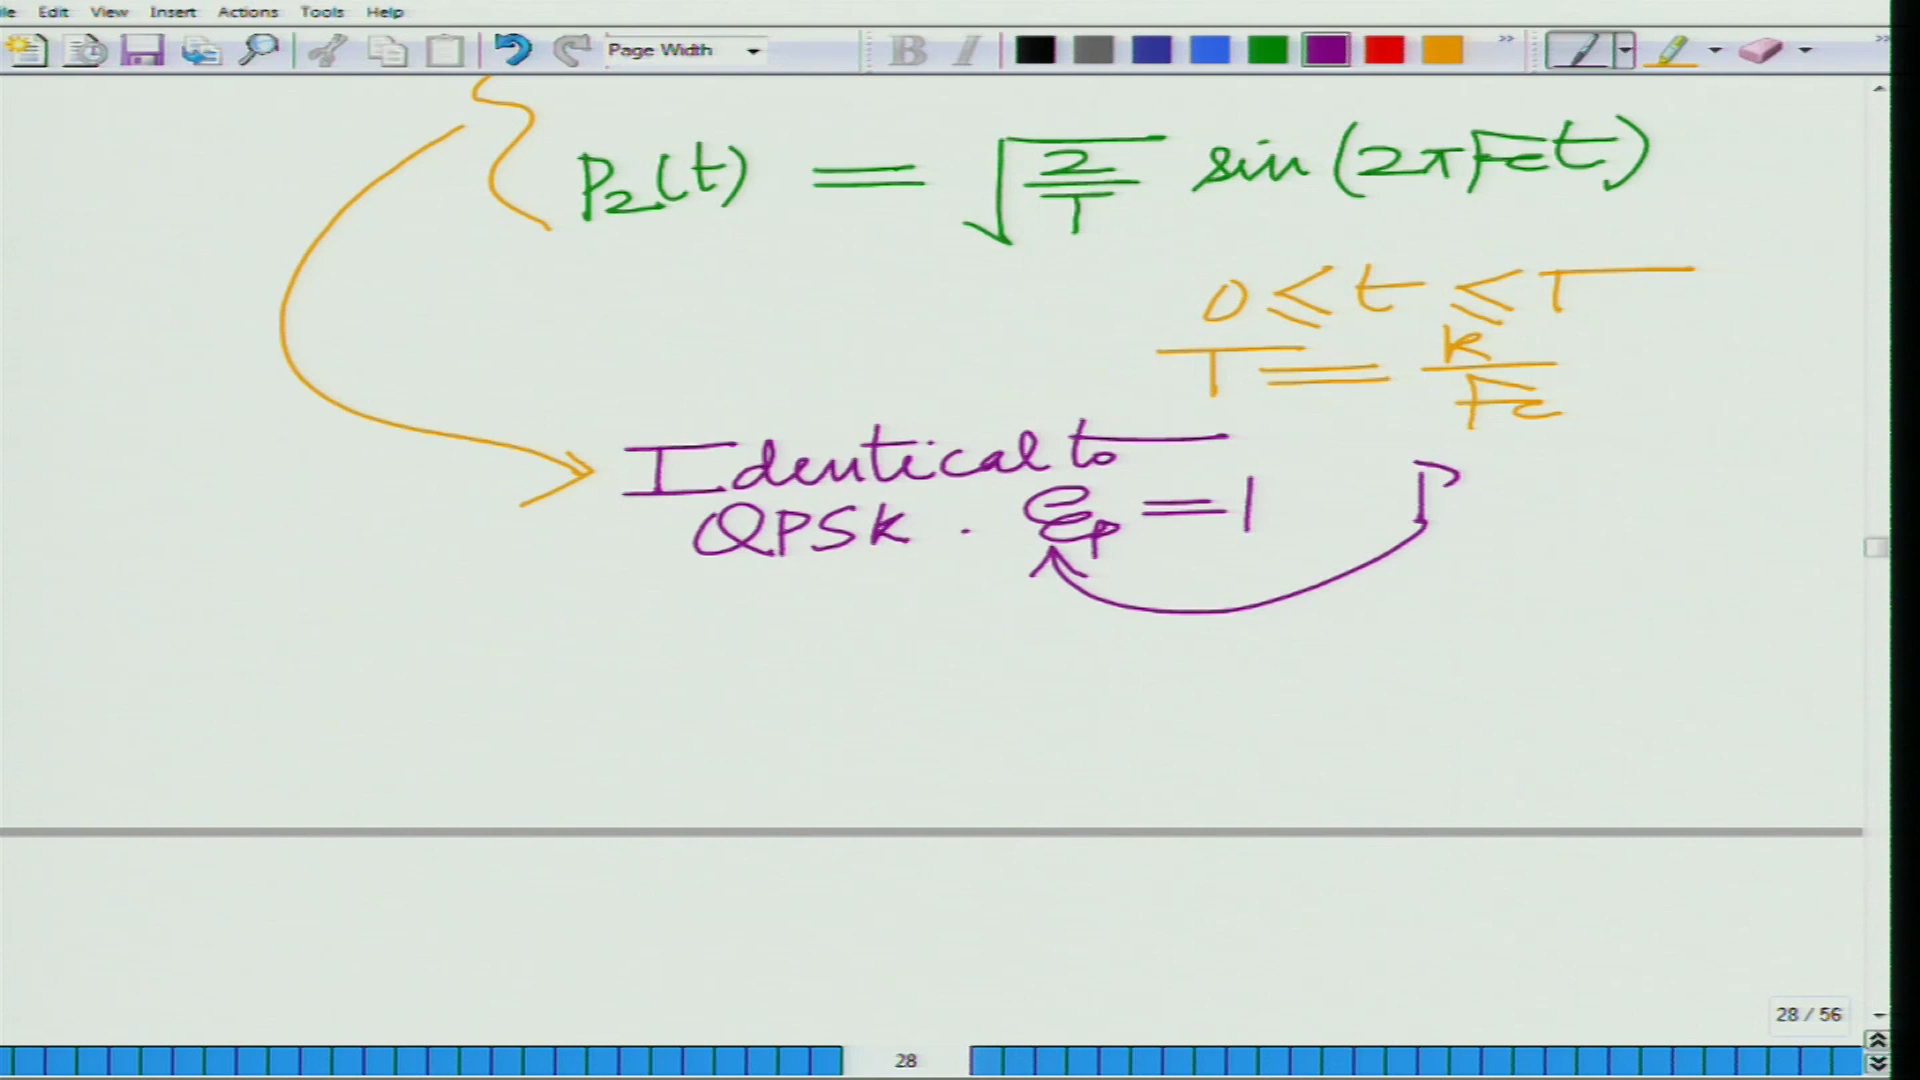 Edit View Insert Actions Tools Help
Page Width B I
p₂(t) = √(2/T) sin(2πFct)
0 ≤ t ≤ T
T = k/Fc
Identical to
QPSK . Ep = 1
28 / 56
28